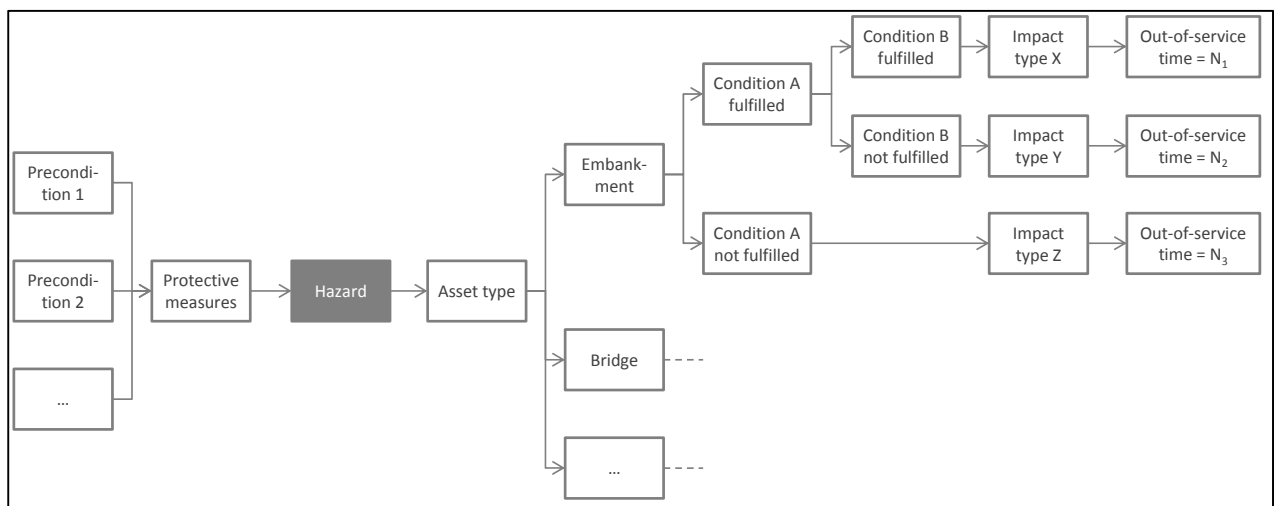 Precondi-
tion 1
Precondi-
tion 2
...
Protective
measures
Hazard
Asset type
Embank-
ment
Bridge
...
Condition A
fulfilled
Condition A
not fulfilled
Condition B
fulfilled
Condition B
not fulfilled
Impact
type X
Impact
type Y
Impact
type Z
Out-of-service
time = N₁
Out-of-service
time = N₂
Out-of-service
time = N₃